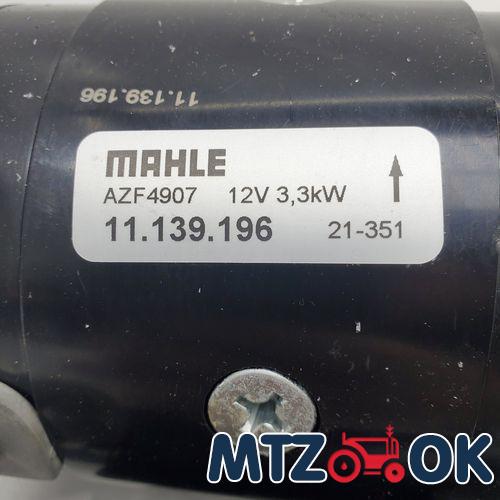 11.139.196
MAHLE
AZF4907 12V 3,3kW
11.139.196 21-351
MTZ OK